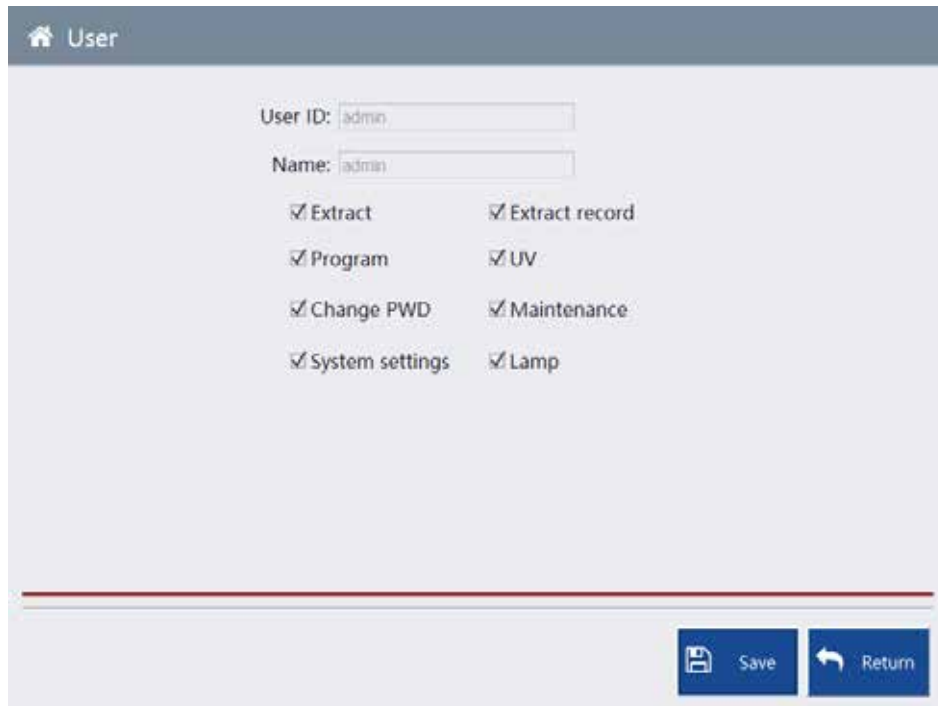 User
User ID: admin
Name: admin
Extract Extract record
Program UV
Change PWD Maintenance
System settings Lamp
Save Return